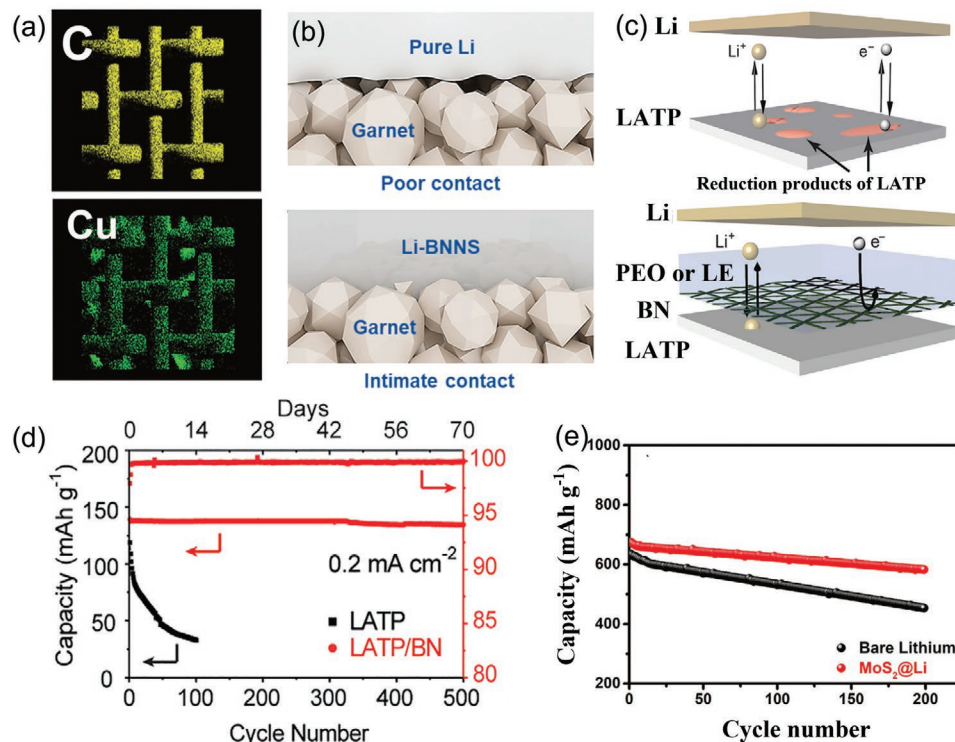 (a)
C
Cu
(b)
Pure Li
Garnet
Poor contact
Li-BNNS
Garnet
Intimate contact
(c)
Li
Li⁺
e⁻
LATP
Reduction products of LATP
Li
Li⁺
e⁻
PEO or LE
BN
LATP
(d)
Days
0 14 28 42 56 70
200
150
100
50
0
Capacity (mAh g⁻¹)
100
95
90
85
80
0.2 mA cm⁻²
LATP
LATP/BN
0 100 200 300 400 500
Cycle Number
(e)
1000
800
600
400
200
Capacity (mAh g⁻¹)
Bare Lithium
MoS₂@Li
0 50 100 150 200
Cycle number